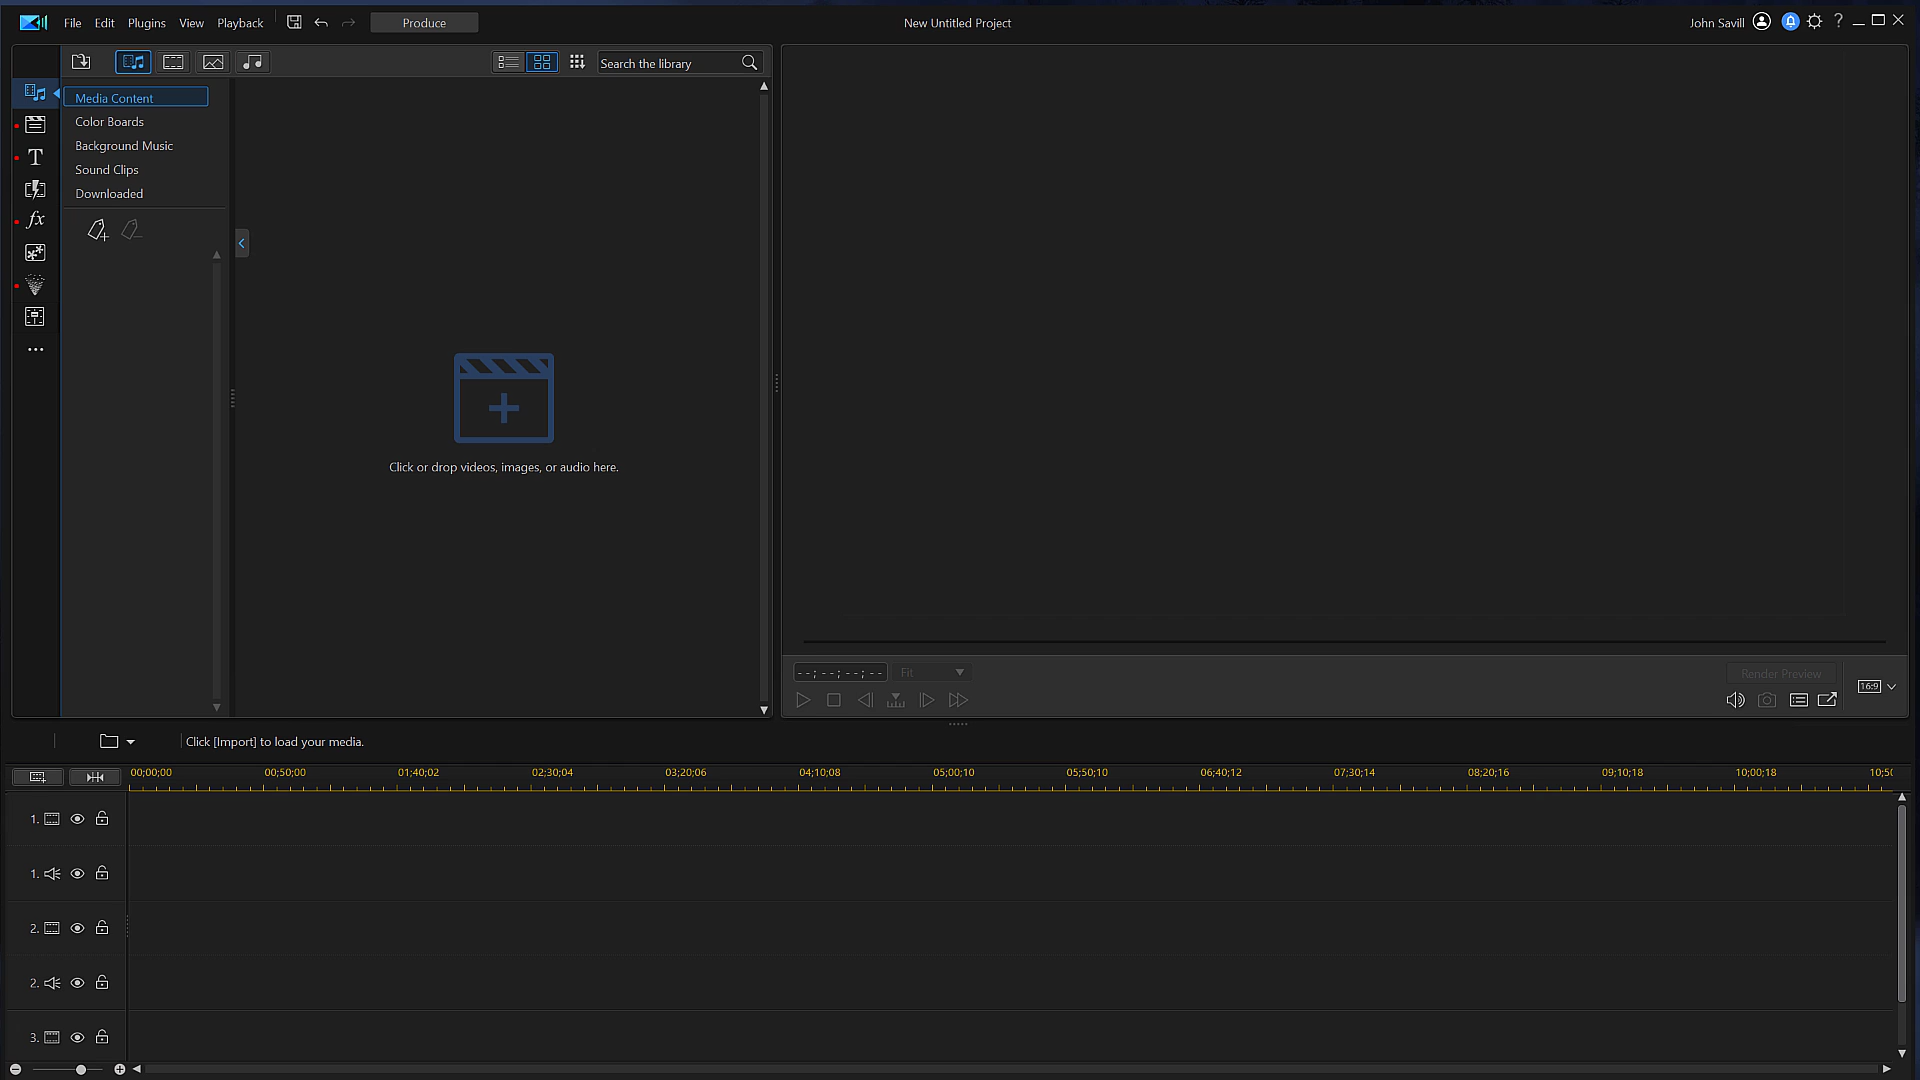 File Edit Plugins View Playback Produce New Untitled Project John Savill ?
Search the library
Media Content
Color Boards
Background Music
Sound Clips
Downloaded
T
fx
Click or drop videos, images, or audio here.
--;--;--;-- Fit Render Preview
16:9
Click [Import] to load your media.
00;00;00 00;50;00 01;40;02 02;30;04 03;20;06 04;10;08 05;00;10 05;50;10 06;40;12 07;30;14 08;20;16 09;10;18 10;00;18
1.
1.
2.
2.
3.